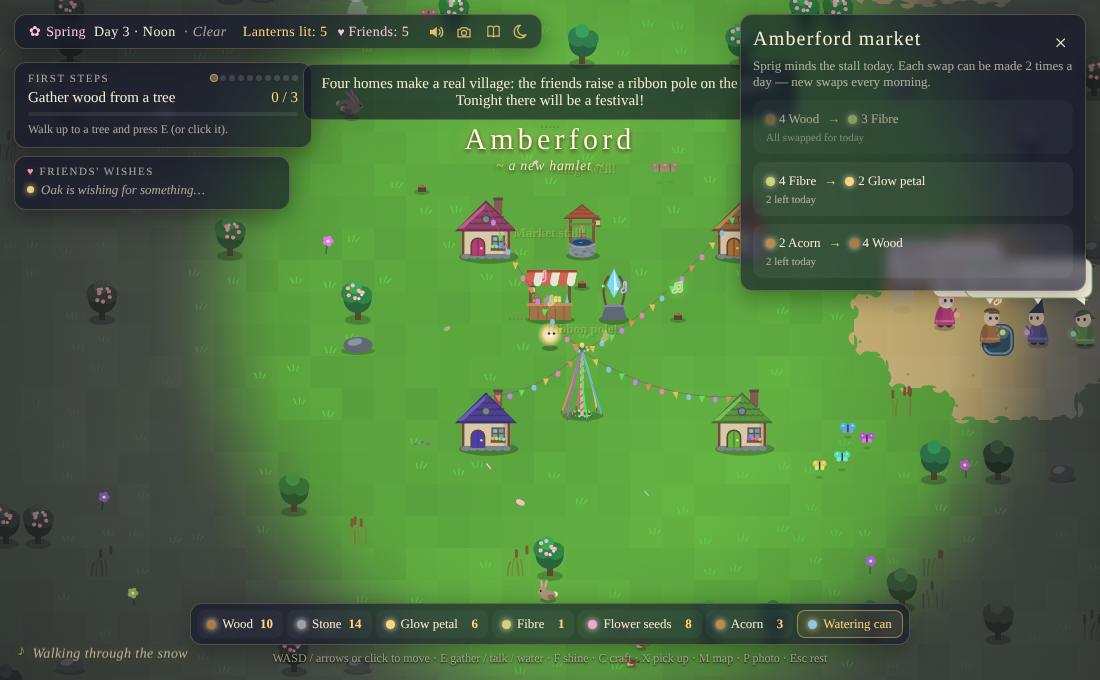 Spring Day 3 · Noon · Clear Lanterns lit: 5 ♥ Friends: 5
FIRST STEPS
Gather wood from a tree 0 / 3
Walk up to a tree and press E (or click it).
♥ FRIENDS' WISHES
Oak is wishing for something…
Four homes make a real village: the friends raise a ribbon pole on the
Tonight there will be a festival!
Amberford
~ a new hamlet ~
Market stall
Amberford market
×
Sprig minds the stall today. Each swap can be made 2 times a
day — new swaps every morning.
4 Wood → 3 Fibre
All swapped for today
4 Fibre → 2 Glow petal
2 left today
2 Acorn → 4 Wood
2 left today
Wood 10 Stone 14 Glow petal 6 Fibre 1 Flower seeds 8 Acorn 3 Watering can
♪ Walking through the snow
WASD / arrows or click to move · E gather / talk / water · F shine · C craft · X pick up · M map · P photo · Esc rest